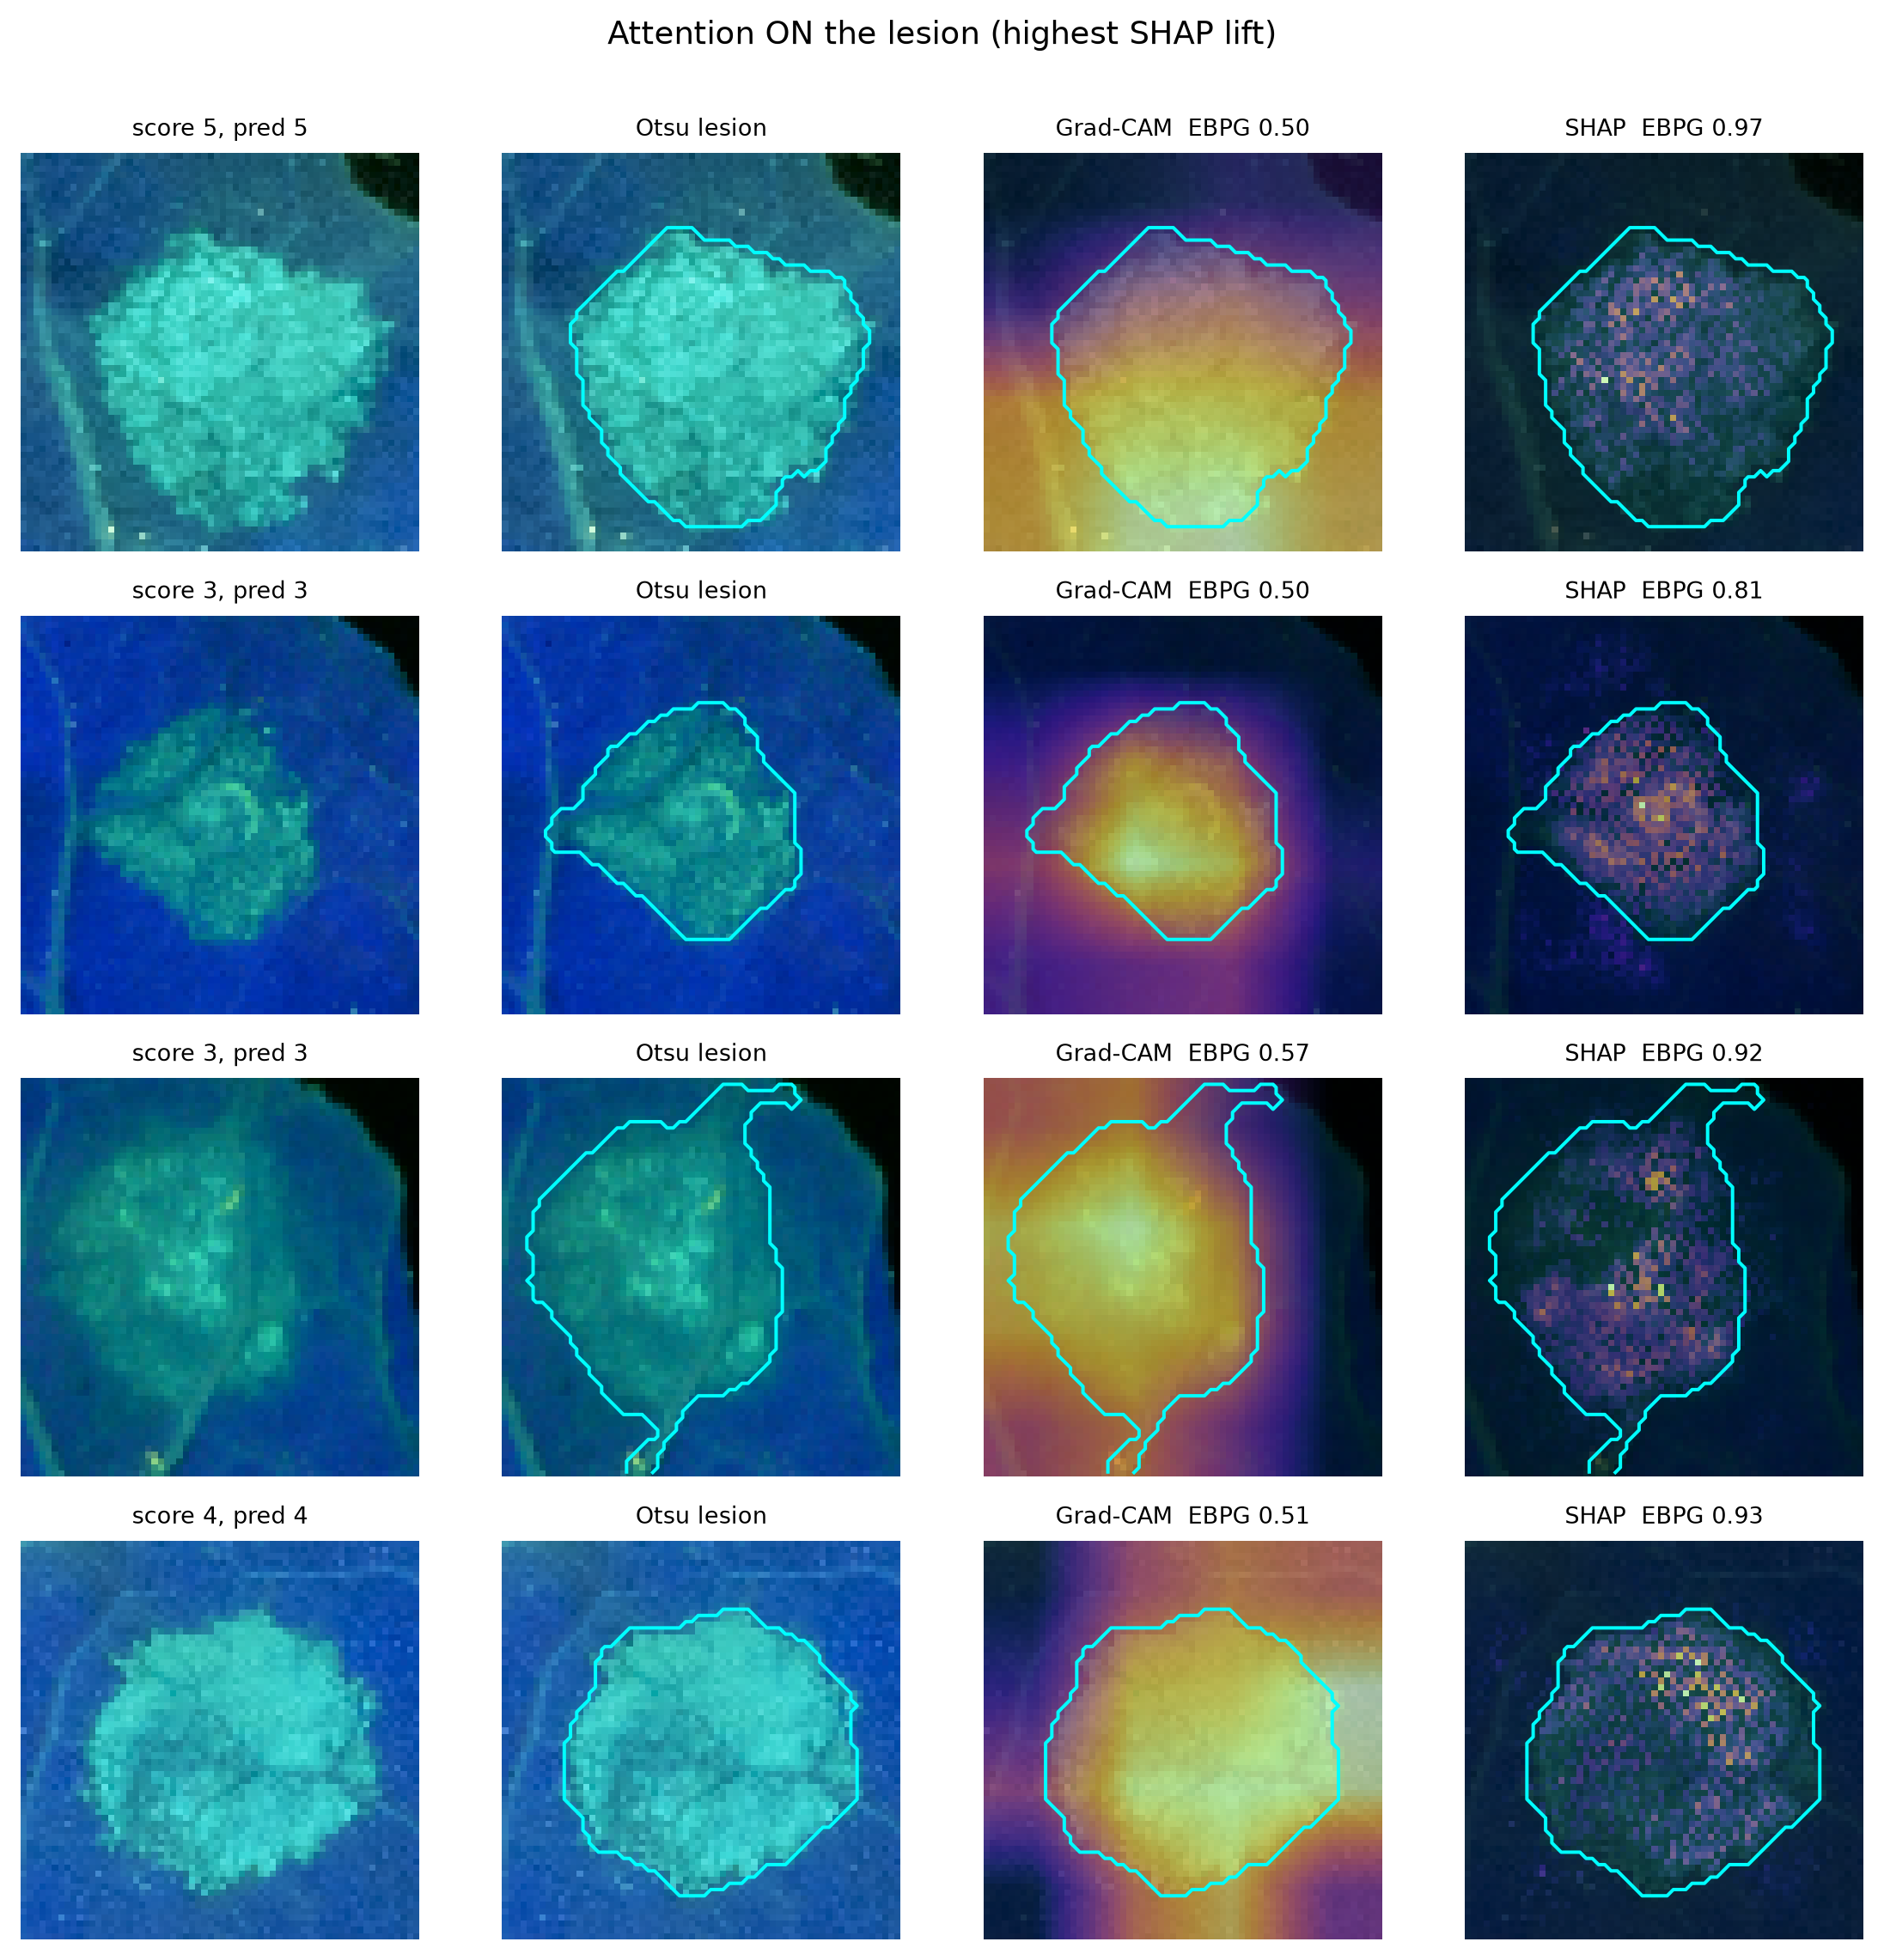 Attention ON the lesion (highest SHAP lift)
score 5, pred 5
Otsu lesion
Grad-CAM  EBPG 0.50
SHAP  EBPG 0.97
score 3, pred 3
Otsu lesion
Grad-CAM  EBPG 0.50
SHAP  EBPG 0.81
score 3, pred 3
Otsu lesion
Grad-CAM  EBPG 0.57
SHAP  EBPG 0.92
score 4, pred 4
Otsu lesion
Grad-CAM  EBPG 0.51
SHAP  EBPG 0.93